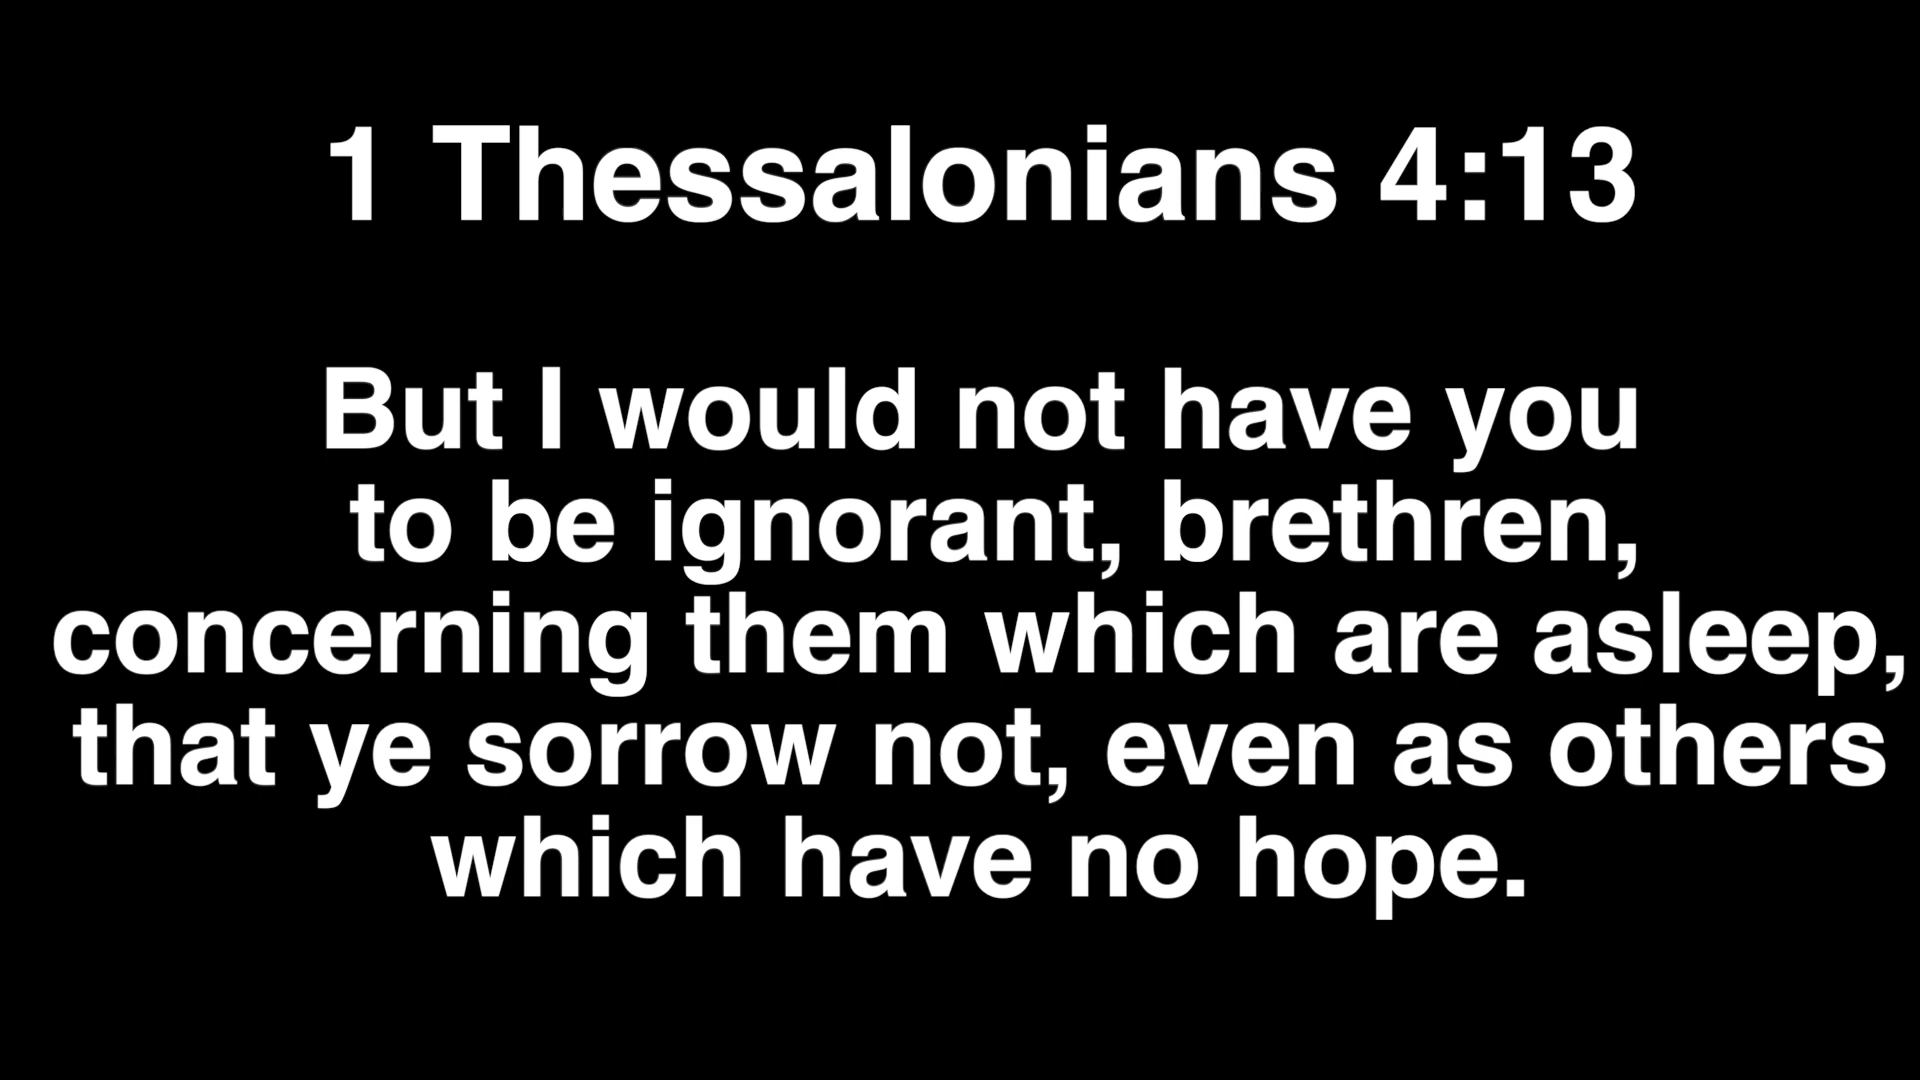 1 Thessalonians 4:13
But I would not have you
to be ignorant, brethren,
concerning them which are asleep,
that ye sorrow not, even as others
which have no hope.